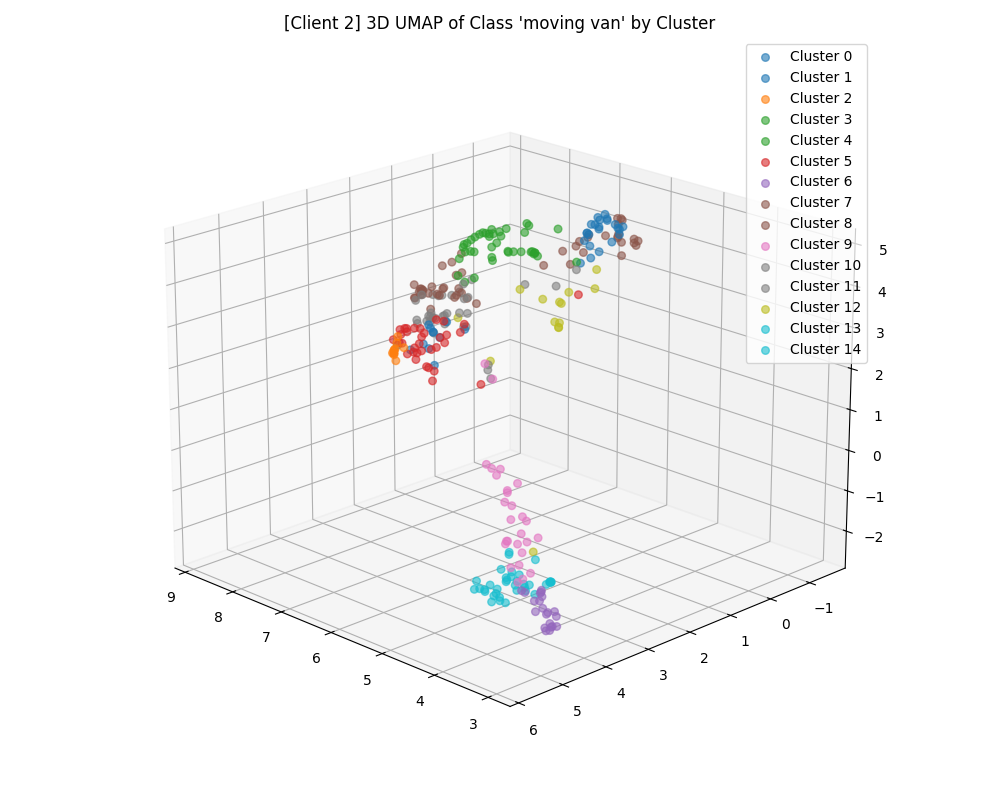 [Client 2] 3D UMAP of Class 'moving van' by Cluster
Cluster 0
Cluster 1
Cluster 2
Cluster 3
Cluster 4
Cluster 5
Cluster 6
Cluster 7
Cluster 8
Cluster 9
Cluster 10
Cluster 11
Cluster 12
Cluster 13
Cluster 14
5
4
3
2
1
0
−1
−2
9
8
7
6
5
4
3
−1
0
1
2
3
4
5
6